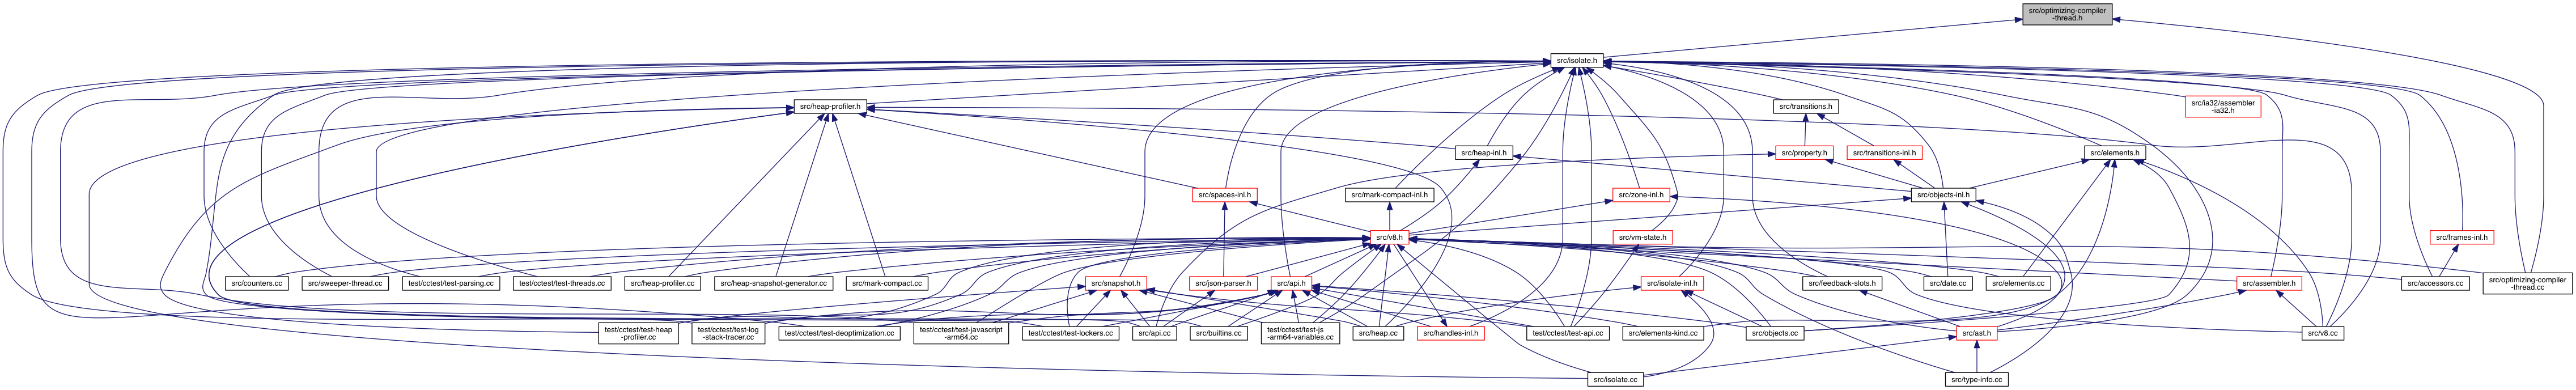 src/optimizing-compiler
-thread.h
src/isolate.h
src/heap-profiler.h
src/transitions.h
src/ia32/assembler
-ia32.h
src/heap-inl.h
src/property.h
src/transitions-inl.h
src/elements.h
src/spaces-inl.h
src/mark-compact-inl.h
src/zone-inl.h
src/objects-inl.h
src/v8.h
src/vm-state.h
src/frames-inl.h
src/counters.cc
src/sweeper-thread.cc
test/cctest/test-parsing.cc
test/cctest/test-threads.cc
src/heap-profiler.cc
src/heap-snapshot-generator.cc
src/mark-compact.cc
src/snapshot.h
src/json-parser.h
src/api.h
src/isolate-inl.h
src/feedback-slots.h
src/date.cc
src/elements.cc
src/assembler.h
src/accessors.cc
src/optimizing-compiler
-thread.cc
test/cctest/test-heap
-profiler.cc
test/cctest/test-log
-stack-tracer.cc
test/cctest/test-deoptimization.cc
test/cctest/test-javascript
-arm64.cc
test/cctest/test-lockers.cc
src/api.cc
src/builtins.cc
test/cctest/test-js
-arm64-variables.cc
src/heap.cc
src/handles-inl.h
test/cctest/test-api.cc
src/elements-kind.cc
src/objects.cc
src/ast.h
src/v8.cc
src/isolate.cc
src/type-info.cc